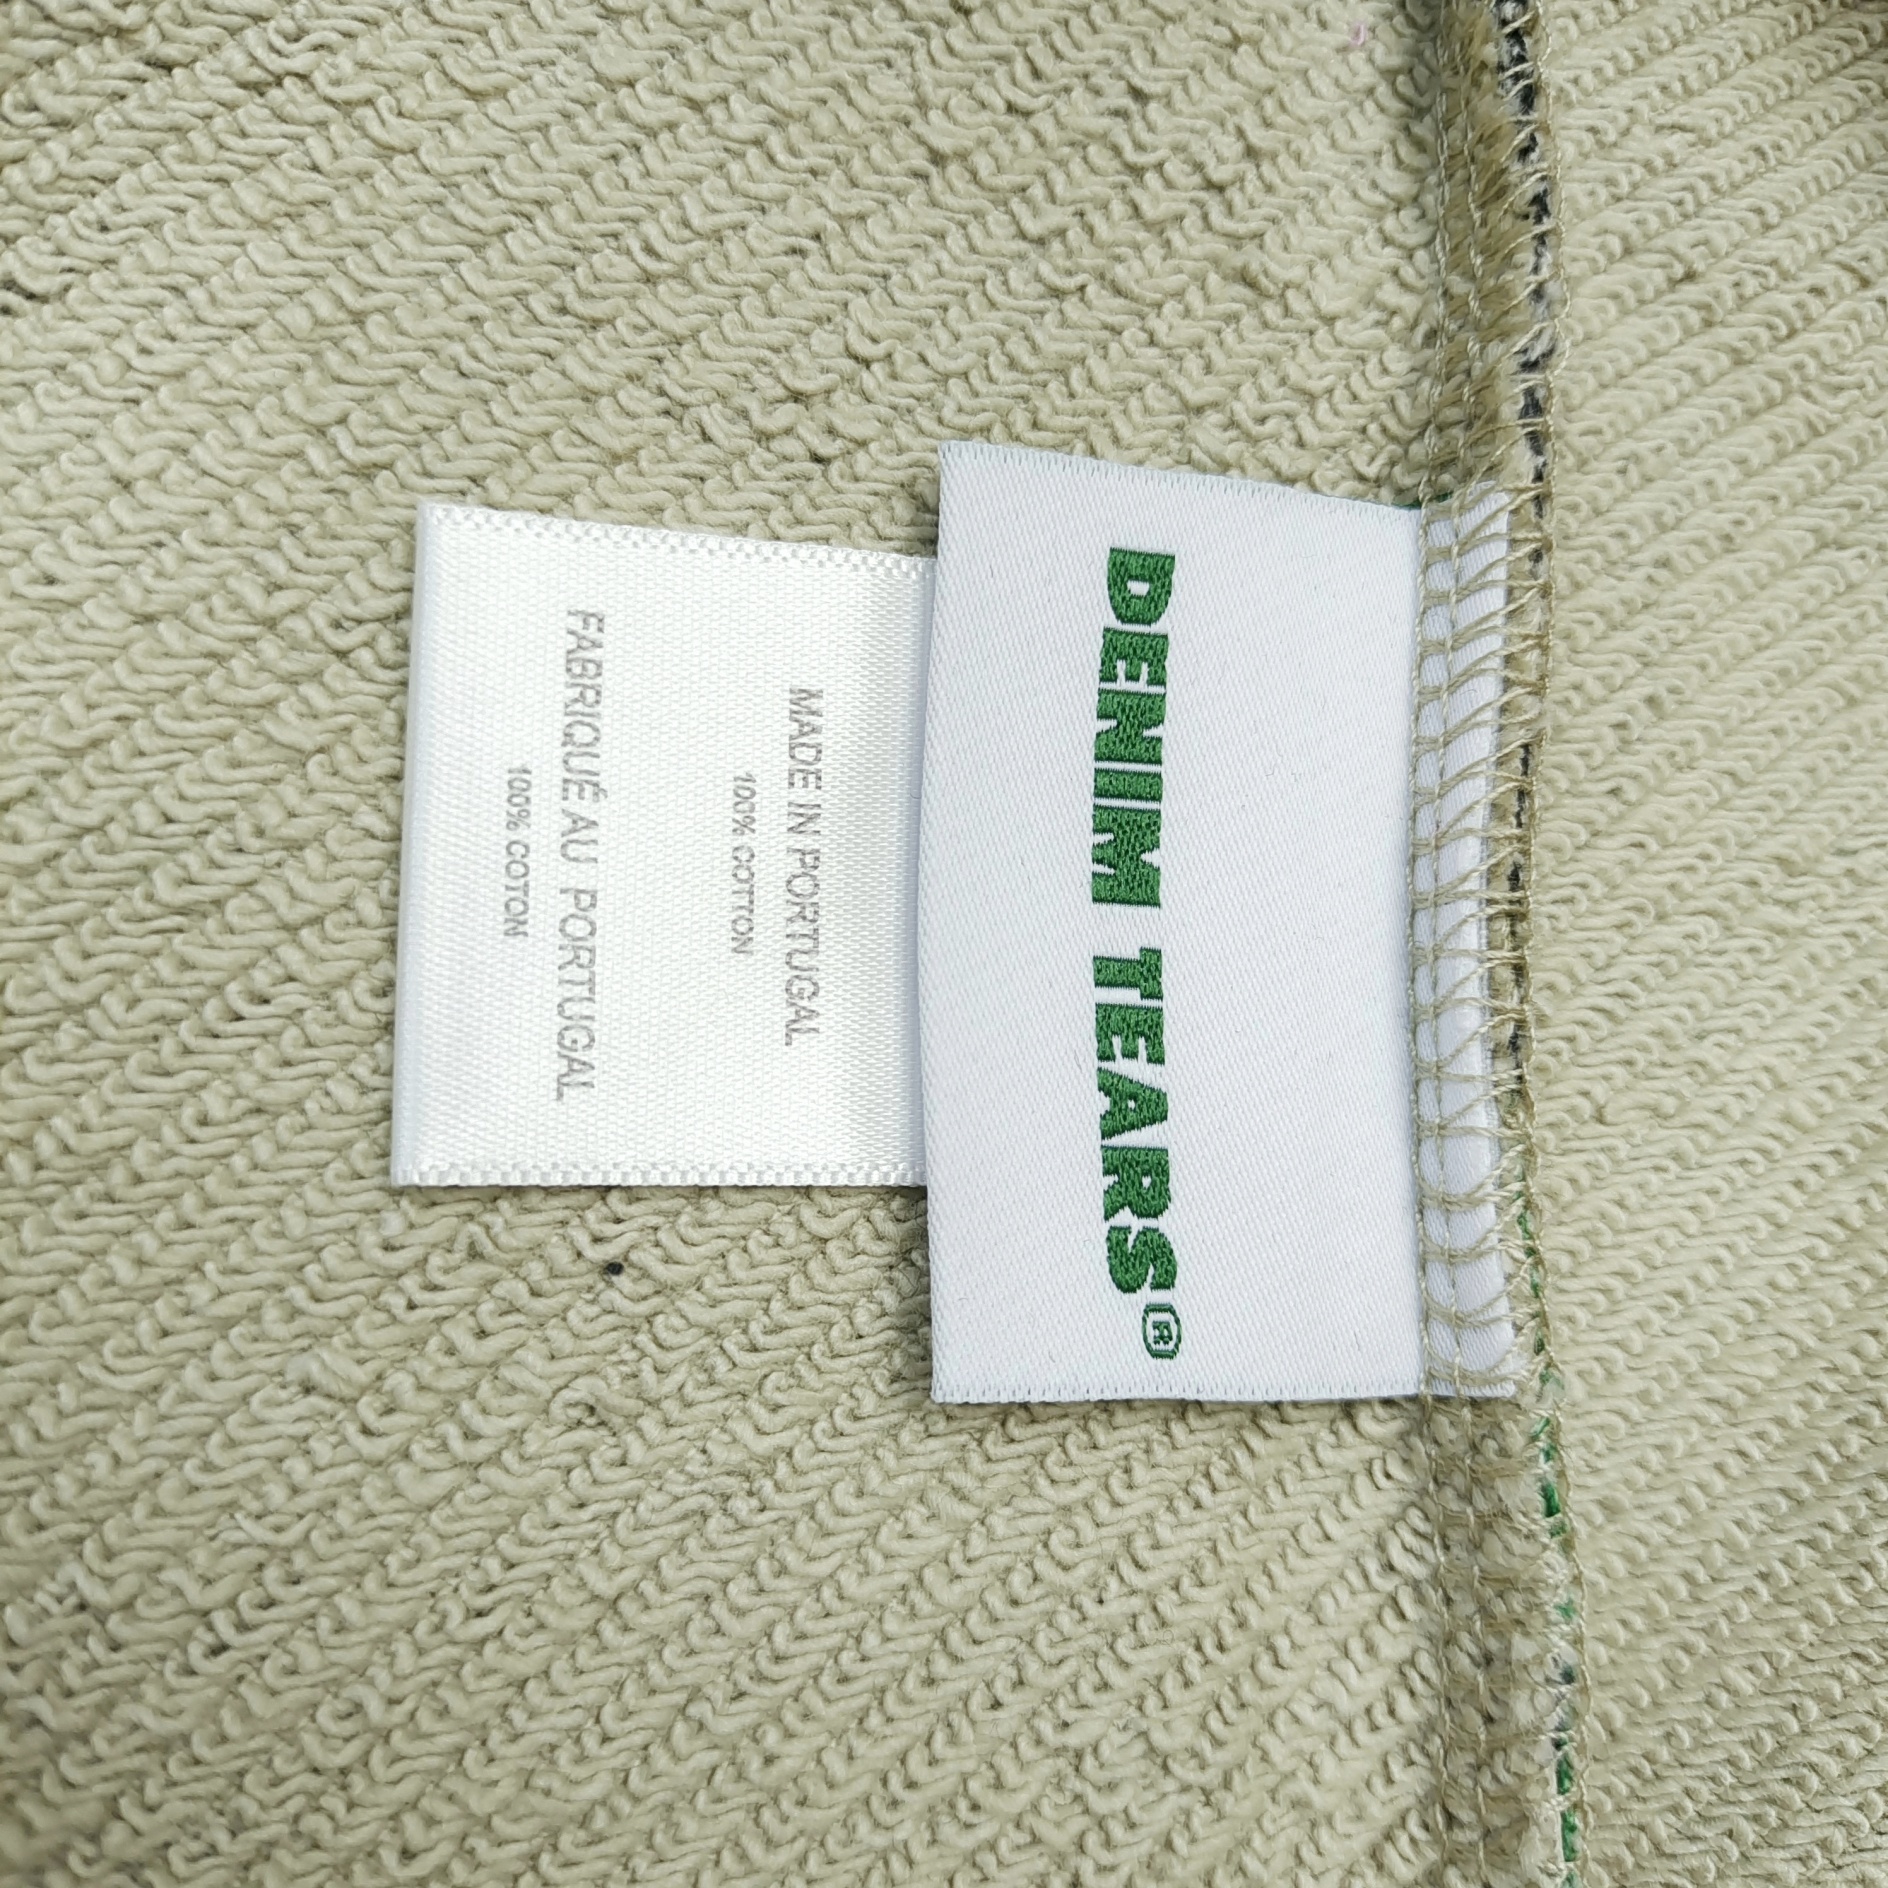 DENIM TEARS®
MADE IN PORTUGAL
100% COTTON
FABRIQUÉ AU PORTUGAL
100% COTON